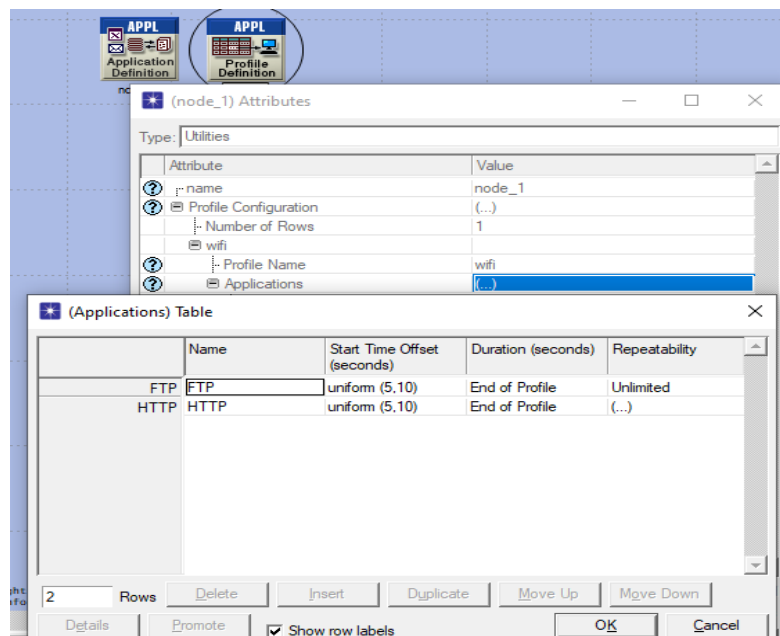 APPL
Application
Definition
APPL
Profiile
Definition
(node_1) Attributes
Type: Utilities
Attribute Value
name node_1
Profile Configuration (...)
Number of Rows 1
wifi
Profile Name wifi
Applications (...)
(Applications) Table
Name Start Time Offset (seconds) Duration (seconds) Repeatability
FTP FTP uniform (5,10) End of Profile Unlimited
HTTP HTTP uniform (5,10) End of Profile (...)
2 Rows Delete Insert Duplicate Move Up Move Down
Details Promote Show row labels OK Cancel